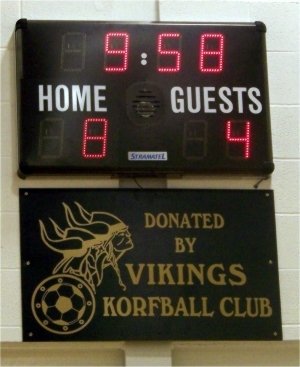 9:58
HOME GUESTS
8 4
STRAMATEL
DONATED
BY
VIKINGS
KORFBALL CLUB